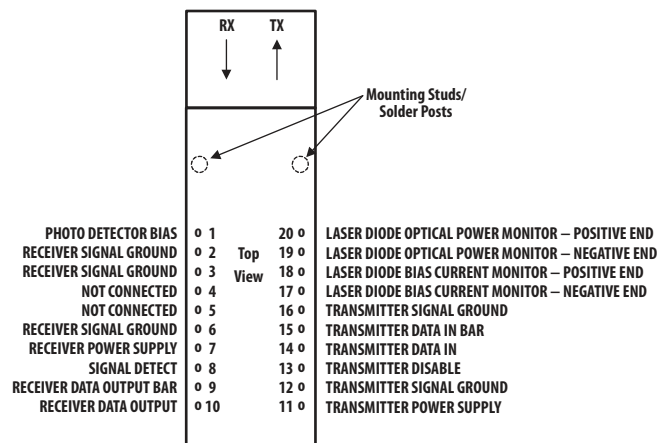 RX TX
Mounting Studs/
Solder Posts
PHOTO DETECTOR BIAS o 1 20 o LASER DIODE OPTICAL POWER MONITOR – POSITIVE END
RECEIVER SIGNAL GROUND o 2 Top 19 o LASER DIODE OPTICAL POWER MONITOR – NEGATIVE END
RECEIVER SIGNAL GROUND o 3 View 18 o LASER DIODE BIAS CURRENT MONITOR – POSITIVE END
NOT CONNECTED o 4 17 o LASER DIODE BIAS CURRENT MONITOR – NEGATIVE END
NOT CONNECTED o 5 16 o TRANSMITTER SIGNAL GROUND
RECEIVER SIGNAL GROUND o 6 15 o TRANSMITTER DATA IN BAR
RECEIVER POWER SUPPLY o 7 14 o TRANSMITTER DATA IN
SIGNAL DETECT o 8 13 o TRANSMITTER DISABLE
RECEIVER DATA OUTPUT BAR o 9 12 o TRANSMITTER SIGNAL GROUND
RECEIVER DATA OUTPUT o 10 11 o TRANSMITTER POWER SUPPLY